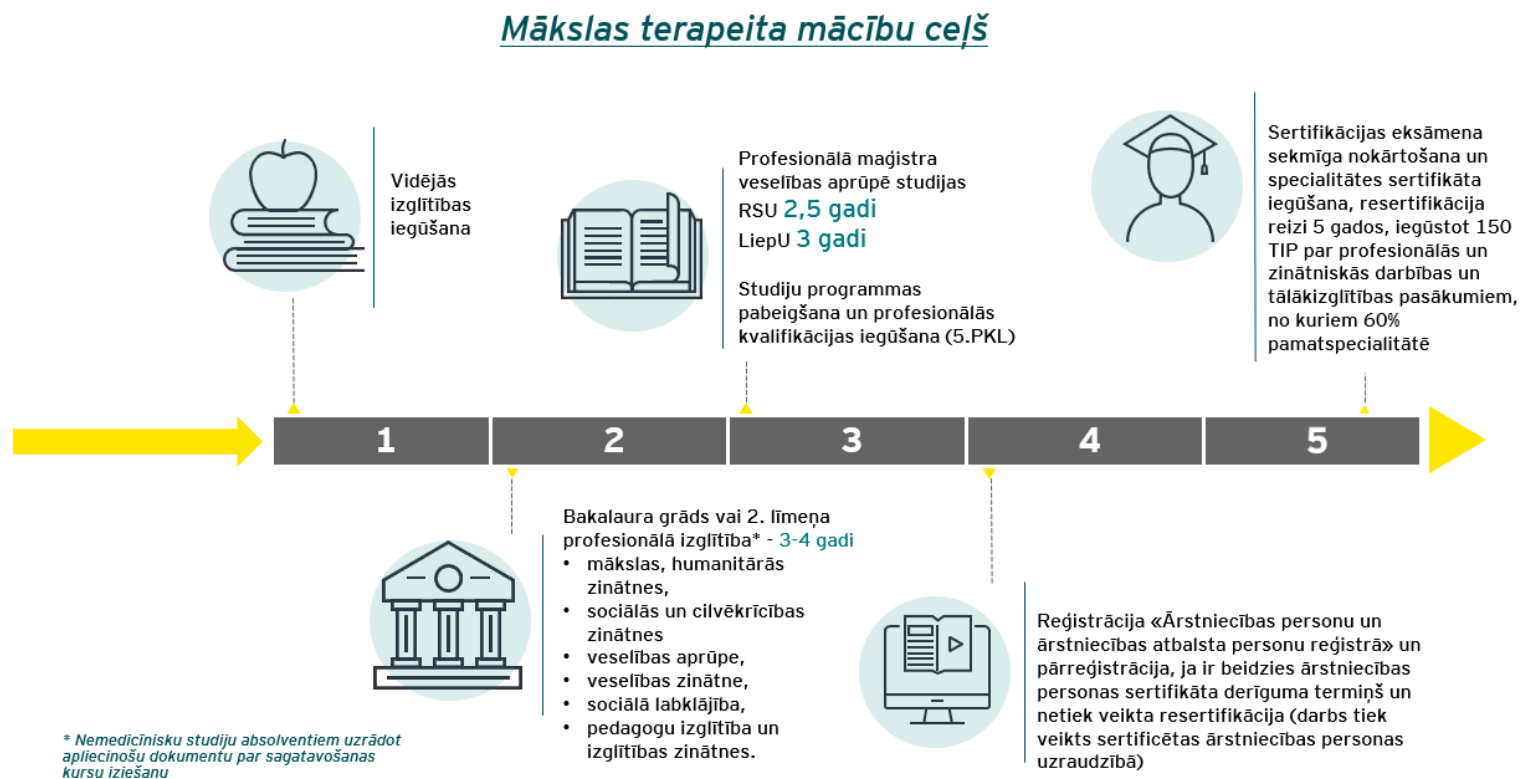 Mākslas terapeita mācību ceļš
Vidējās
izglītības
iegūšana
Profesionālā maģistra
veselības aprūpē studijas
RSU 2,5 gadi
LiepU 3 gadi
Studiju programmas
pabeigšana un profesionālās
kvalifikācijas iegūšana (5.PKL)
Sertifikācijas eksāmena
sekmīga nokārtošana un
specialitātes sertifikāta
iegūšana, resertifikācija
reizi 5 gados, iegūstot 150
TIP par profesionālās un
zinātniskās darbības un
tālākizglītības pasākumiem,
no kuriem 60%
pamatspecialitātē
1 2 3 4 5
Bakalaura grāds vai 2. līmeņa
profesionālā izglītība* - 3-4 gadi
• mākslas, humanitārās
zinātnes,
• sociālās un cilvēkrīcības
zinātnes
• veselības aprūpe,
• veselības zinātne,
• sociālā labklājība,
• pedagogu izglītība un
izglītības zinātnes.
Reģistrācija «Ārstniecības personu un
ārstniecības atbalsta personu reģistrā» un
pārreģistrācija, ja ir beidzies ārstniecības
personas sertifikāta derīguma termiņš un
netiek veikta resertifikācija (darbs tiek
veikts sertificētas ārstniecības personas
uzraudzībā)
* Nemedicīnisku studiju absolventiem uzrādot
apliecinošu dokumentu par sagatavošanas
kursu iziešanu